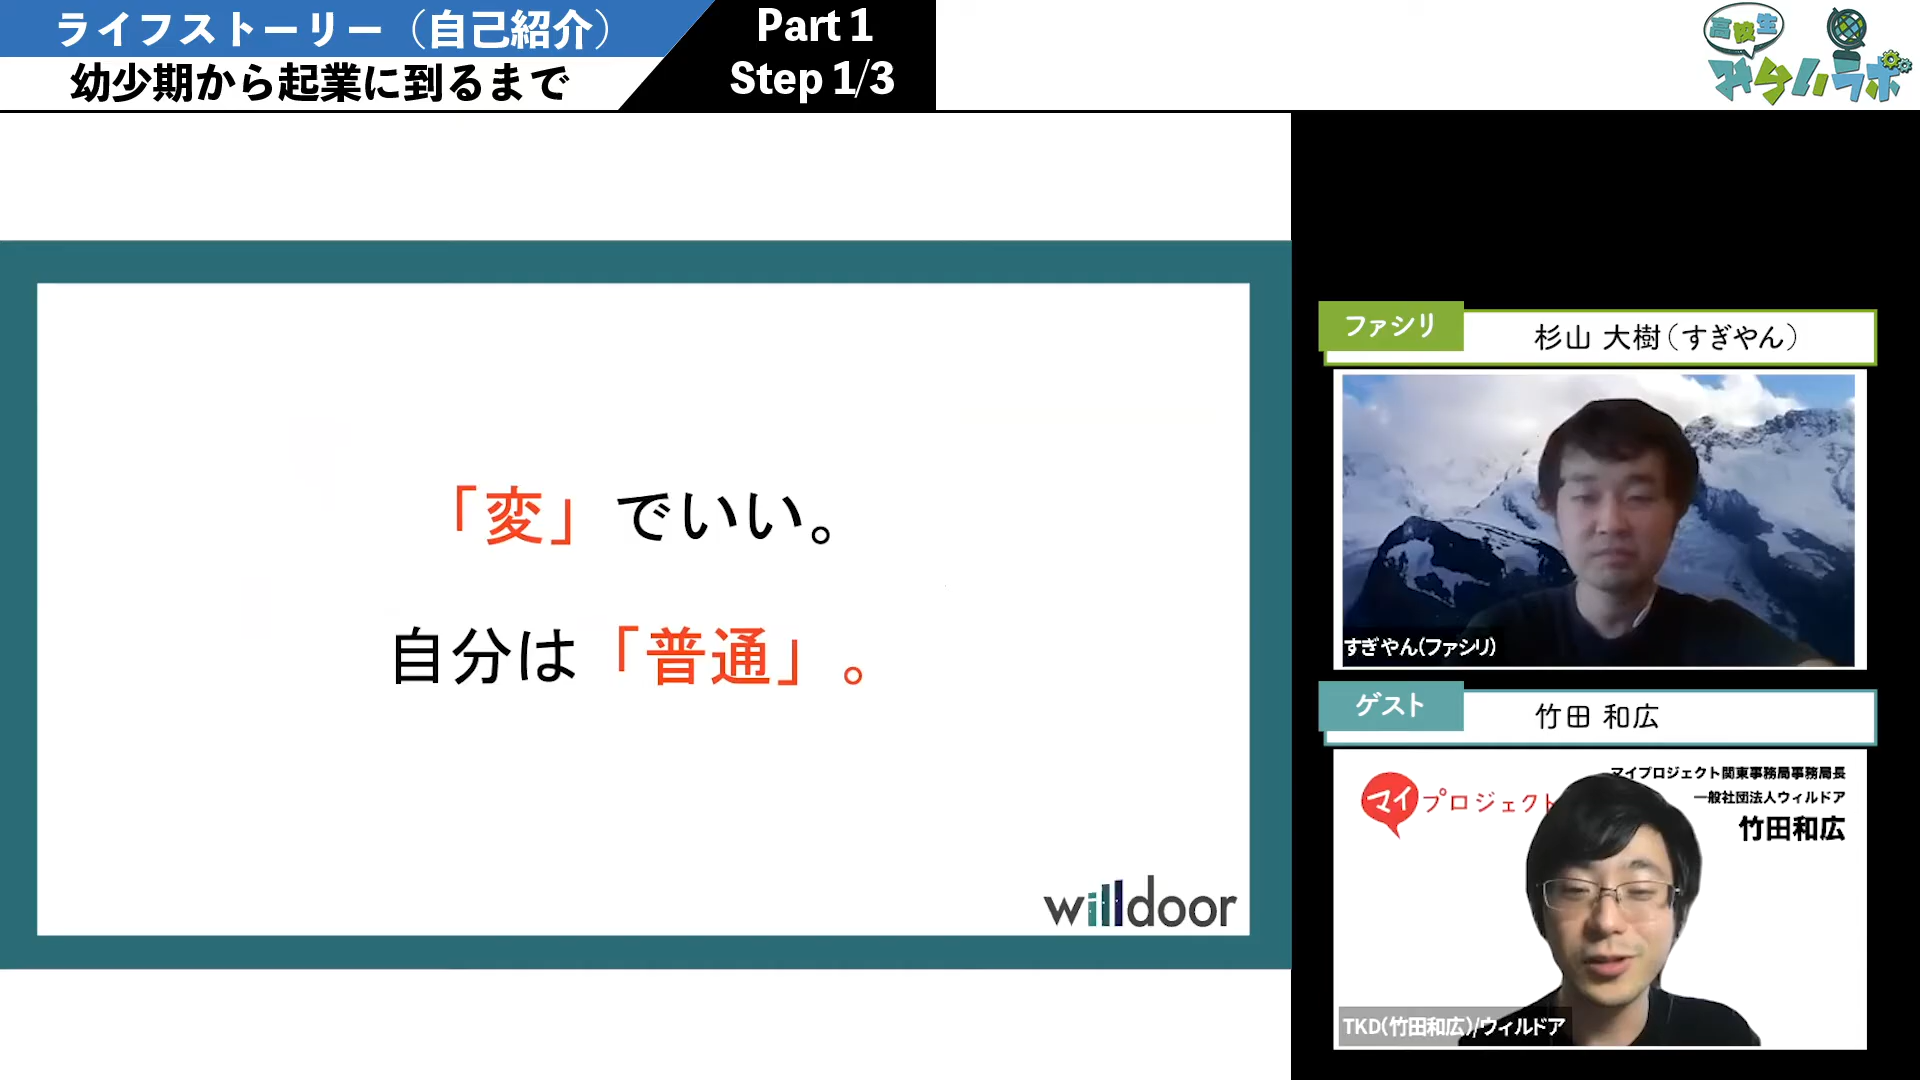 ライフストーリー（自己紹介）
幼少期から起業に到るまで
Part 1
Step 1/3
高校生
みらいラボ
「変」でいい。
自分は「普通」。
willdoor
ファシリ
杉山 大樹（すぎやん）
すぎやん(ファシリ)
ゲスト
竹田 和広
マイプロジェクト
マイプロジェクト関東事務局事務局長
一般社団法人ウィルドア
竹田和広
TKD(竹田和広)/ウィルドア